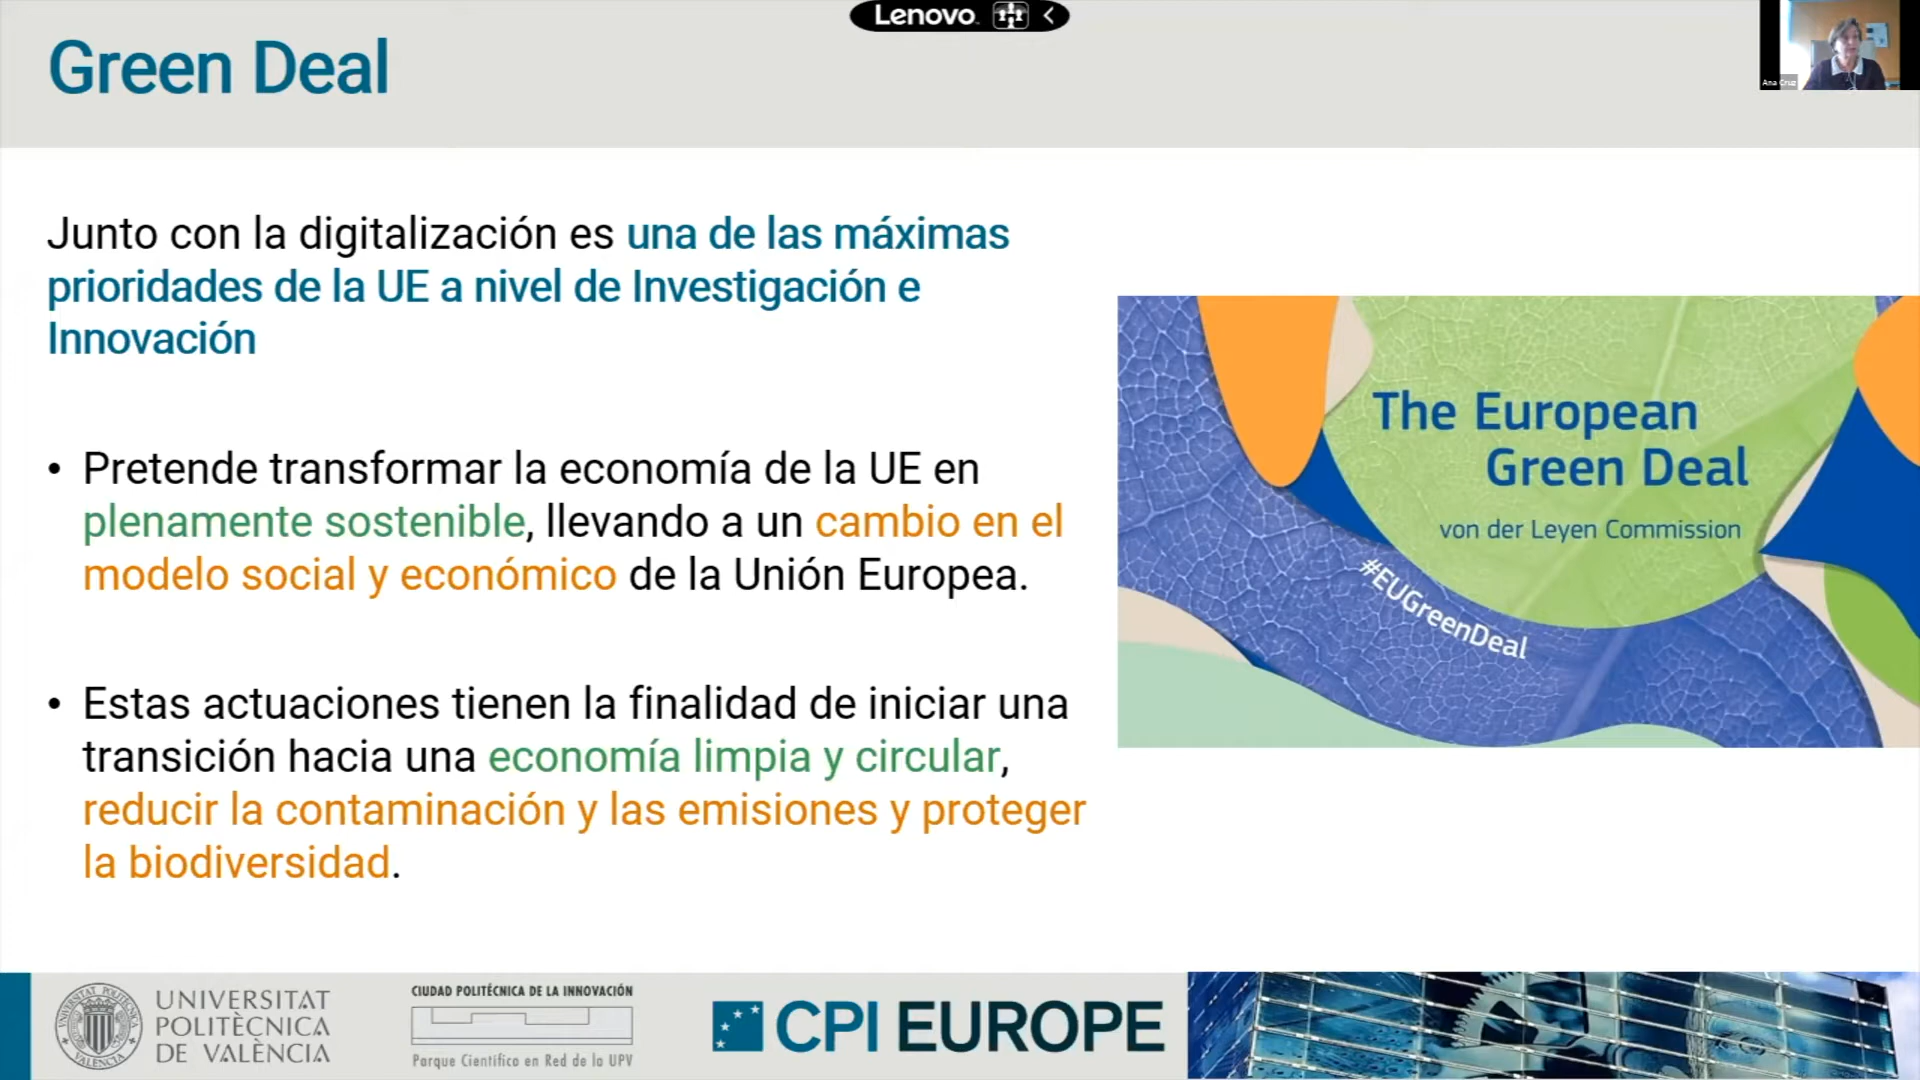 Lenovo
Green Deal
Ana Cruz
Junto con la digitalización es una de las máximas
prioridades de la UE a nivel de Investigación e
Innovación
• Pretende transformar la economía de la UE en
plenamente sostenible, llevando a un cambio en el
modelo social y económico de la Unión Europea.
• Estas actuaciones tienen la finalidad de iniciar una
transición hacia una economía limpia y circular,
reducir la contaminación y las emisiones y proteger
la biodiversidad.
The European
Green Deal
von der Leyen Commission
#EUGreenDeal
UNIVERSITAT
POLITÈCNICA
DE VALÈNCIA
CIUDAD POLITÉCNICA DE LA INNOVACIÓN
Parque Científico en Red de la UPV
CPI EUROPE